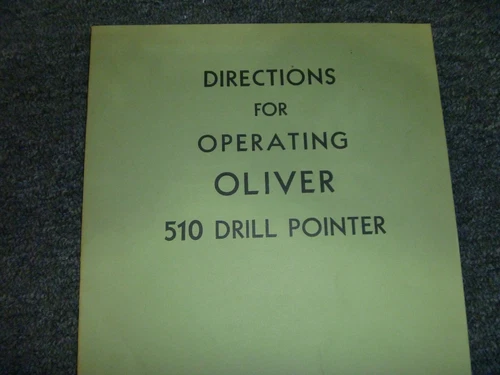 DIRECTIONS
FOR
OPERATING
OLIVER
510 DRILL POINTER